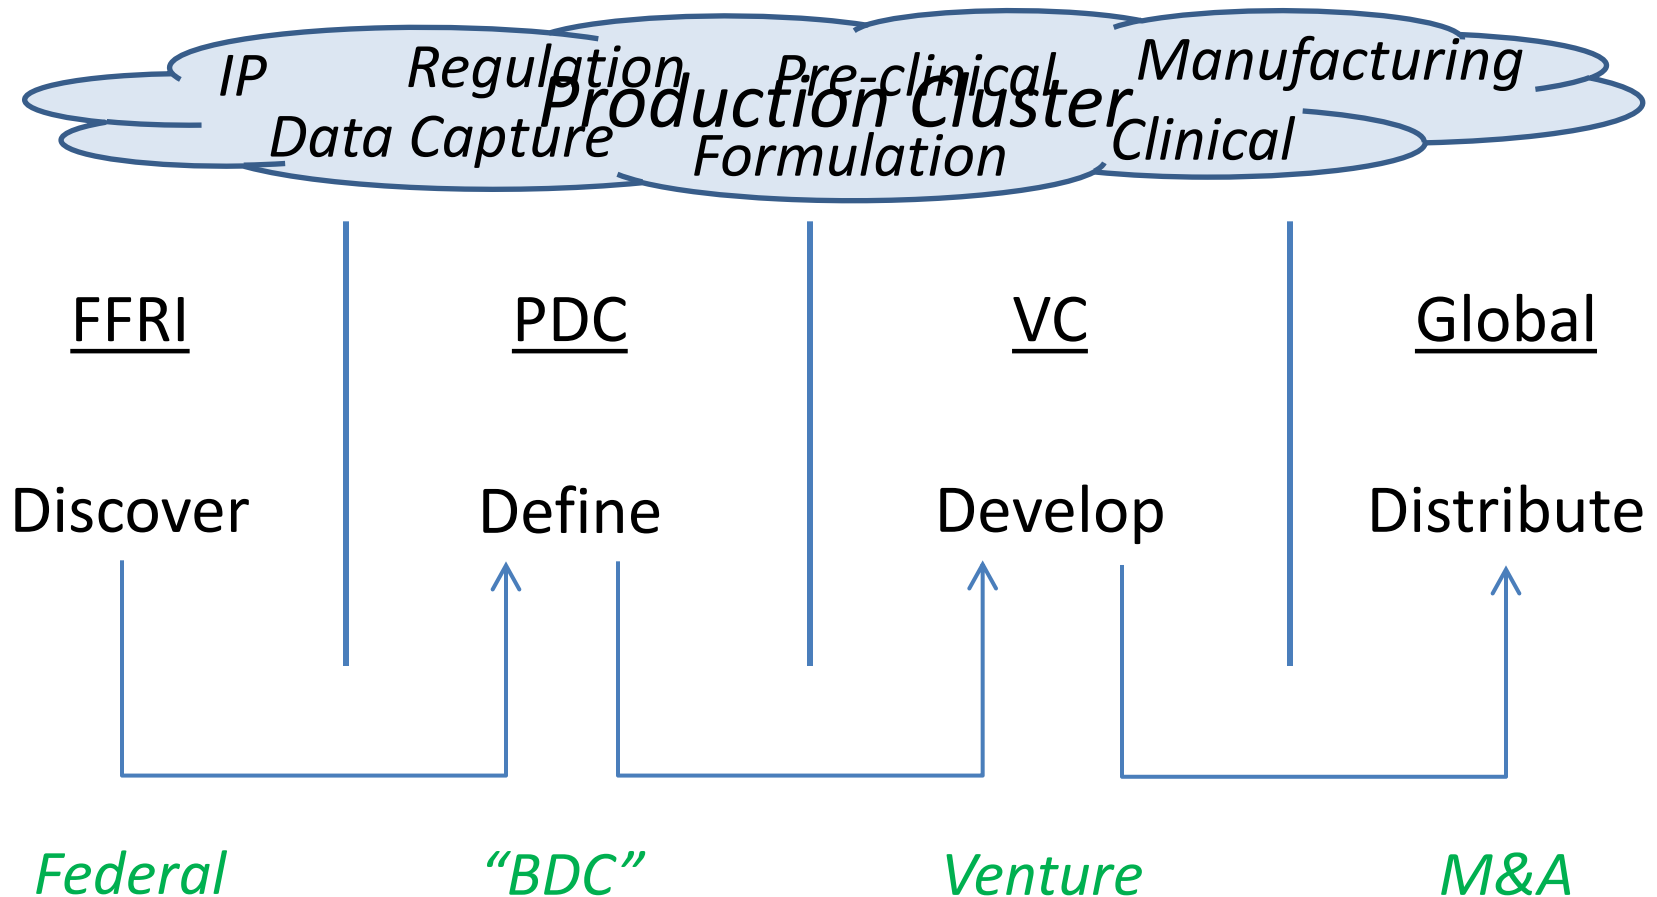 IP Regulation Pre-clinical Manufacturing
Production Cluster
Data Capture Formulation Clinical
FFRI PDC VC Global
Discover Define Develop Distribute
Federal “BDC” Venture M&A